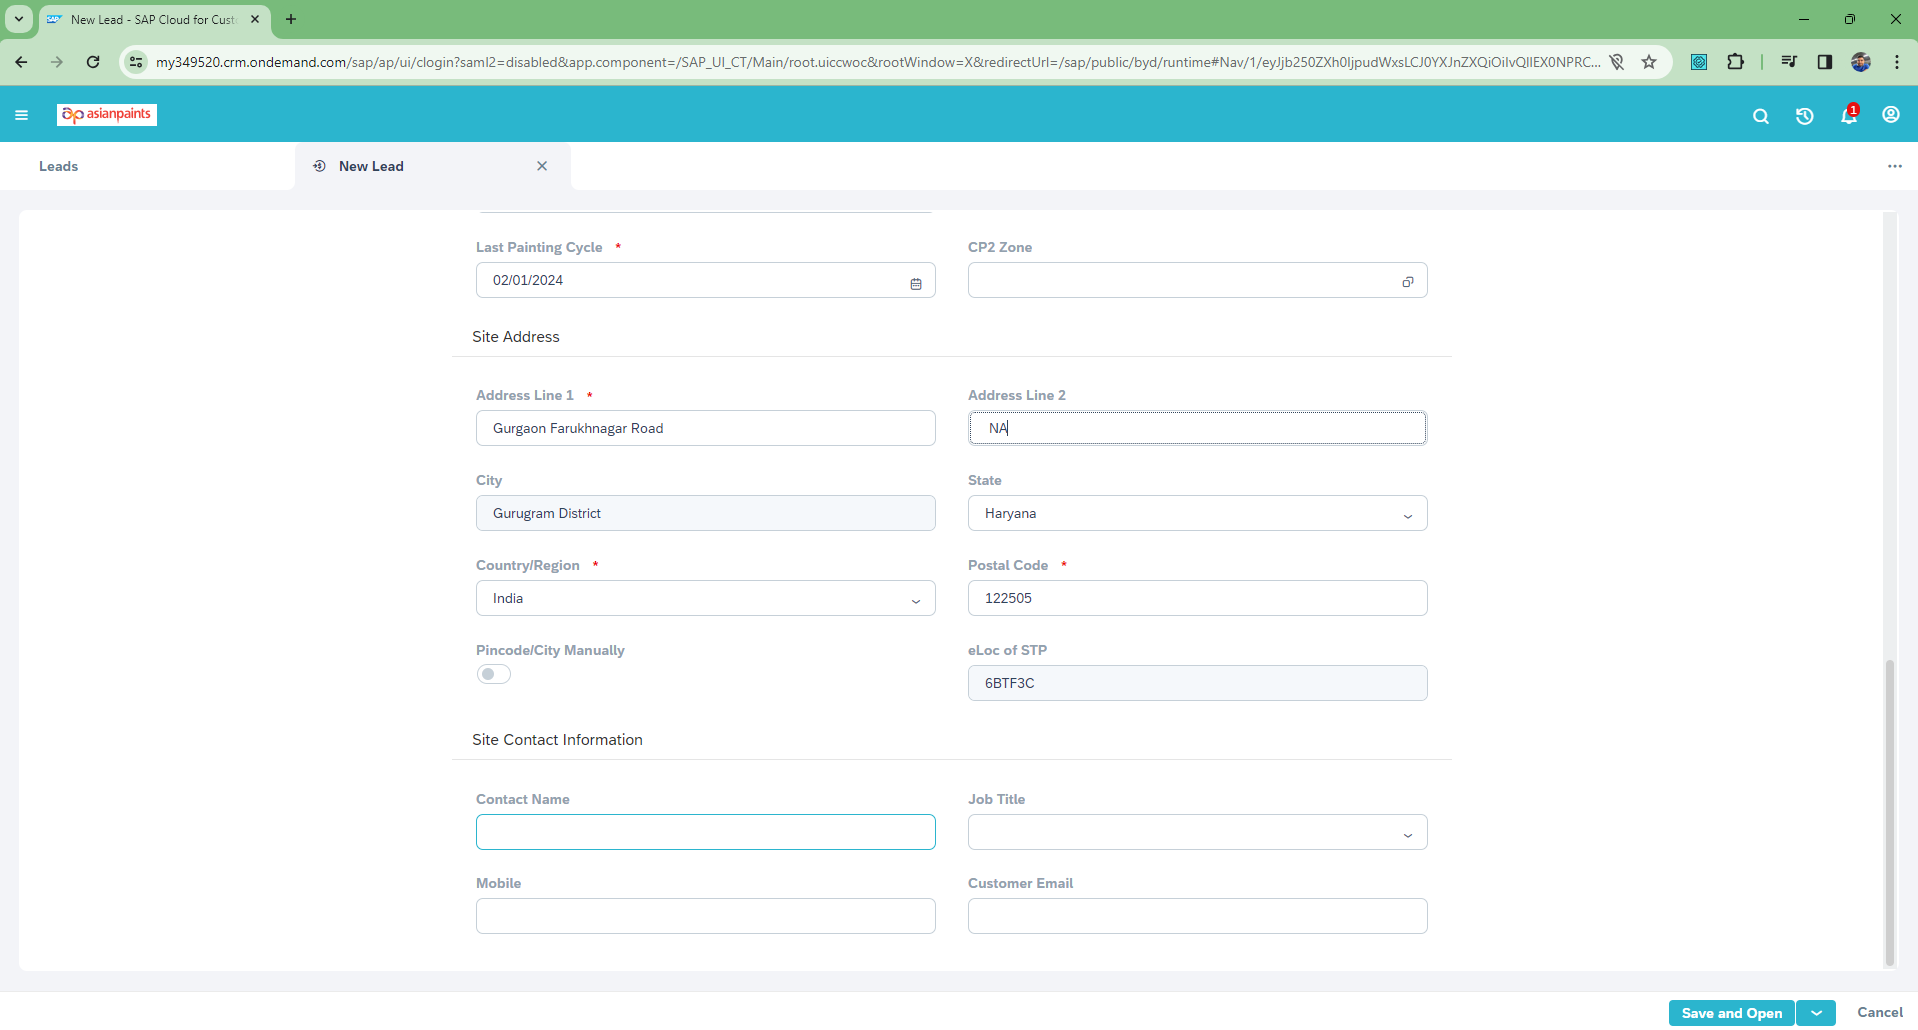 New Lead - SAP Cloud for Cust
my349520.crm.ondemand.com/sap/ap/ui/clogin?saml2=disabled&app.component=/SAP_UI_CT/Main/root.uiccwoc&rootWindow=X&redirectUrl=/sap/public/byd/runtime#Nav/1/eyJjb250ZXh0IjpudWxsLCJ0YXJnZXQiOiIvQllEX0NPRC...
asianpaints
1
Leads
New Lead
Last Painting Cycle *
CP2 Zone
02/01/2024
Site Address
Address Line 1 *
Address Line 2
Gurgaon Farukhnagar Road
NA
City
State
Gurugram District
Haryana
Country/Region *
Postal Code *
India
122505
Pincode/City Manually
eLoc of STP
6BTF3C
Site Contact Information
Contact Name
Job Title
Mobile
Customer Email
Save and Open
Cancel